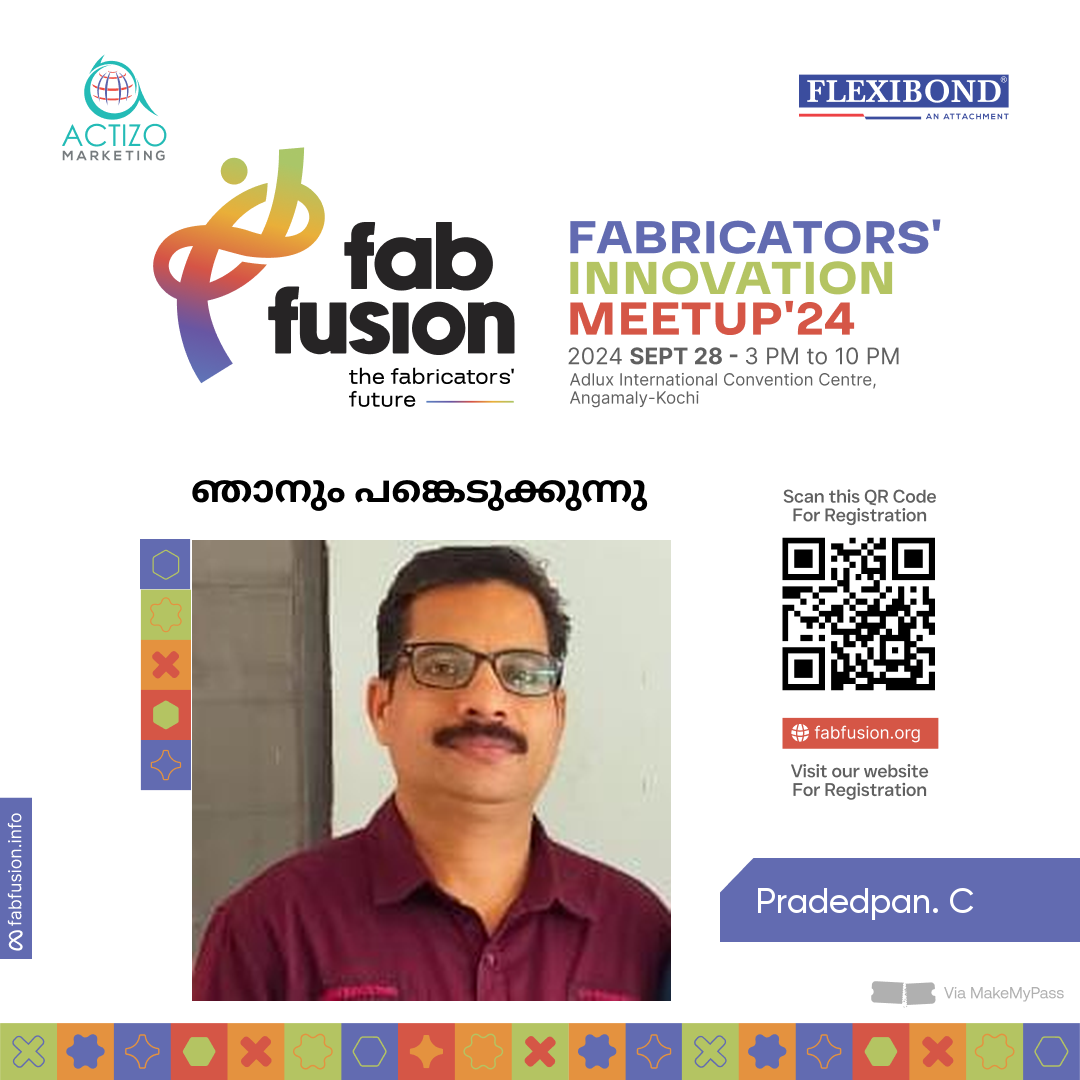 ACTIZO
MARKETING
FLEXIBOND®
AN ATTACHMENT
fab
fusion
the fabricators'
future
FABRICATORS'
INNOVATION
MEETUP'24
2024 SEPT 28 - 3 PM to 10 PM
Adlux International Convention Centre,
Angamaly-Kochi
ഞാനും പങ്കെടുക്കുന്നു
Scan this QR Code
For Registration
fabfusion.org
Visit our website
For Registration
fabfusion.info
Pradedpan. C
Via MakeMyPass